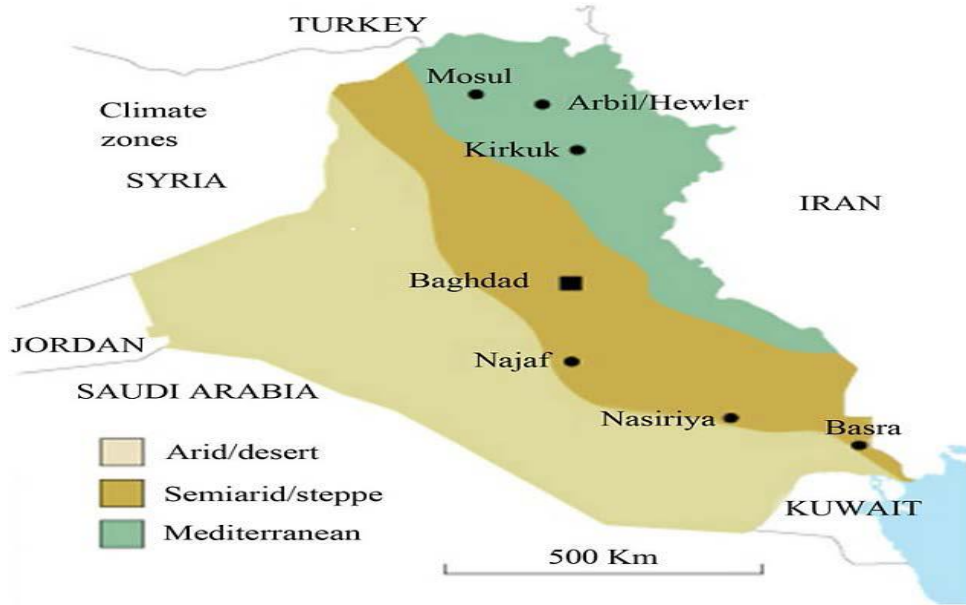 TURKEY
Mosul
Climate
zones
Arbil/Hewler
Kirkuk
SYRIA
IRAN
Baghdad
JORDAN
Najaf
SAUDI ARABIA
Nasiriya
Basra
Arid/desert
Semiarid/steppe
KUWAIT
Mediterranean
500 Km